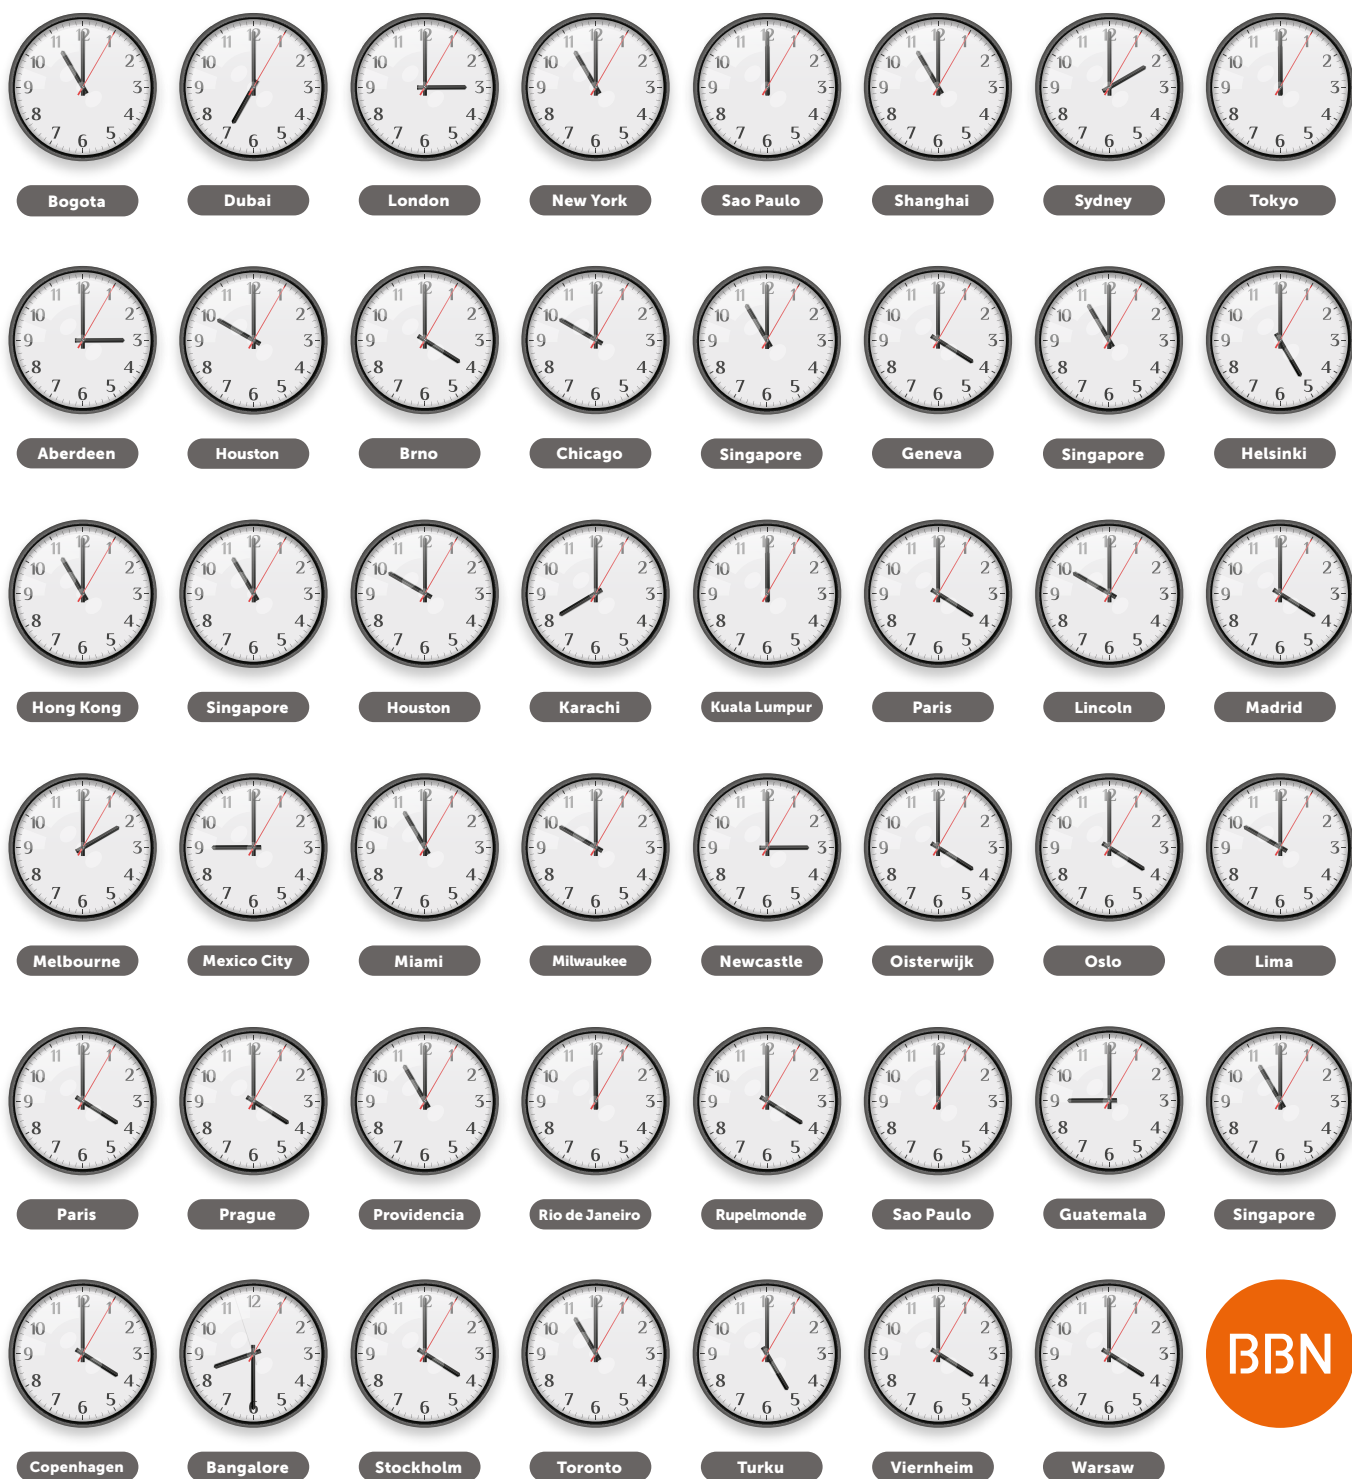 Bogota
Dubai
London
New York
Sao Paulo
Shanghai
Sydney
Tokyo
Aberdeen
Houston
Brno
Chicago
Singapore
Geneva
Singapore
Helsinki
Hong Kong
Singapore
Houston
Karachi
Kuala Lumpur
Paris
Lincoln
Madrid
Melbourne
Mexico City
Miami
Milwaukee
Newcastle
Oisterwijk
Oslo
Lima
Paris
Prague
Providencia
Rio de Janeiro
Rupelmonde
Sao Paulo
Guatemala
Singapore
BBN
Copenhagen
Bangalore
Stockholm
Toronto
Turku
Viernheim
Warsaw